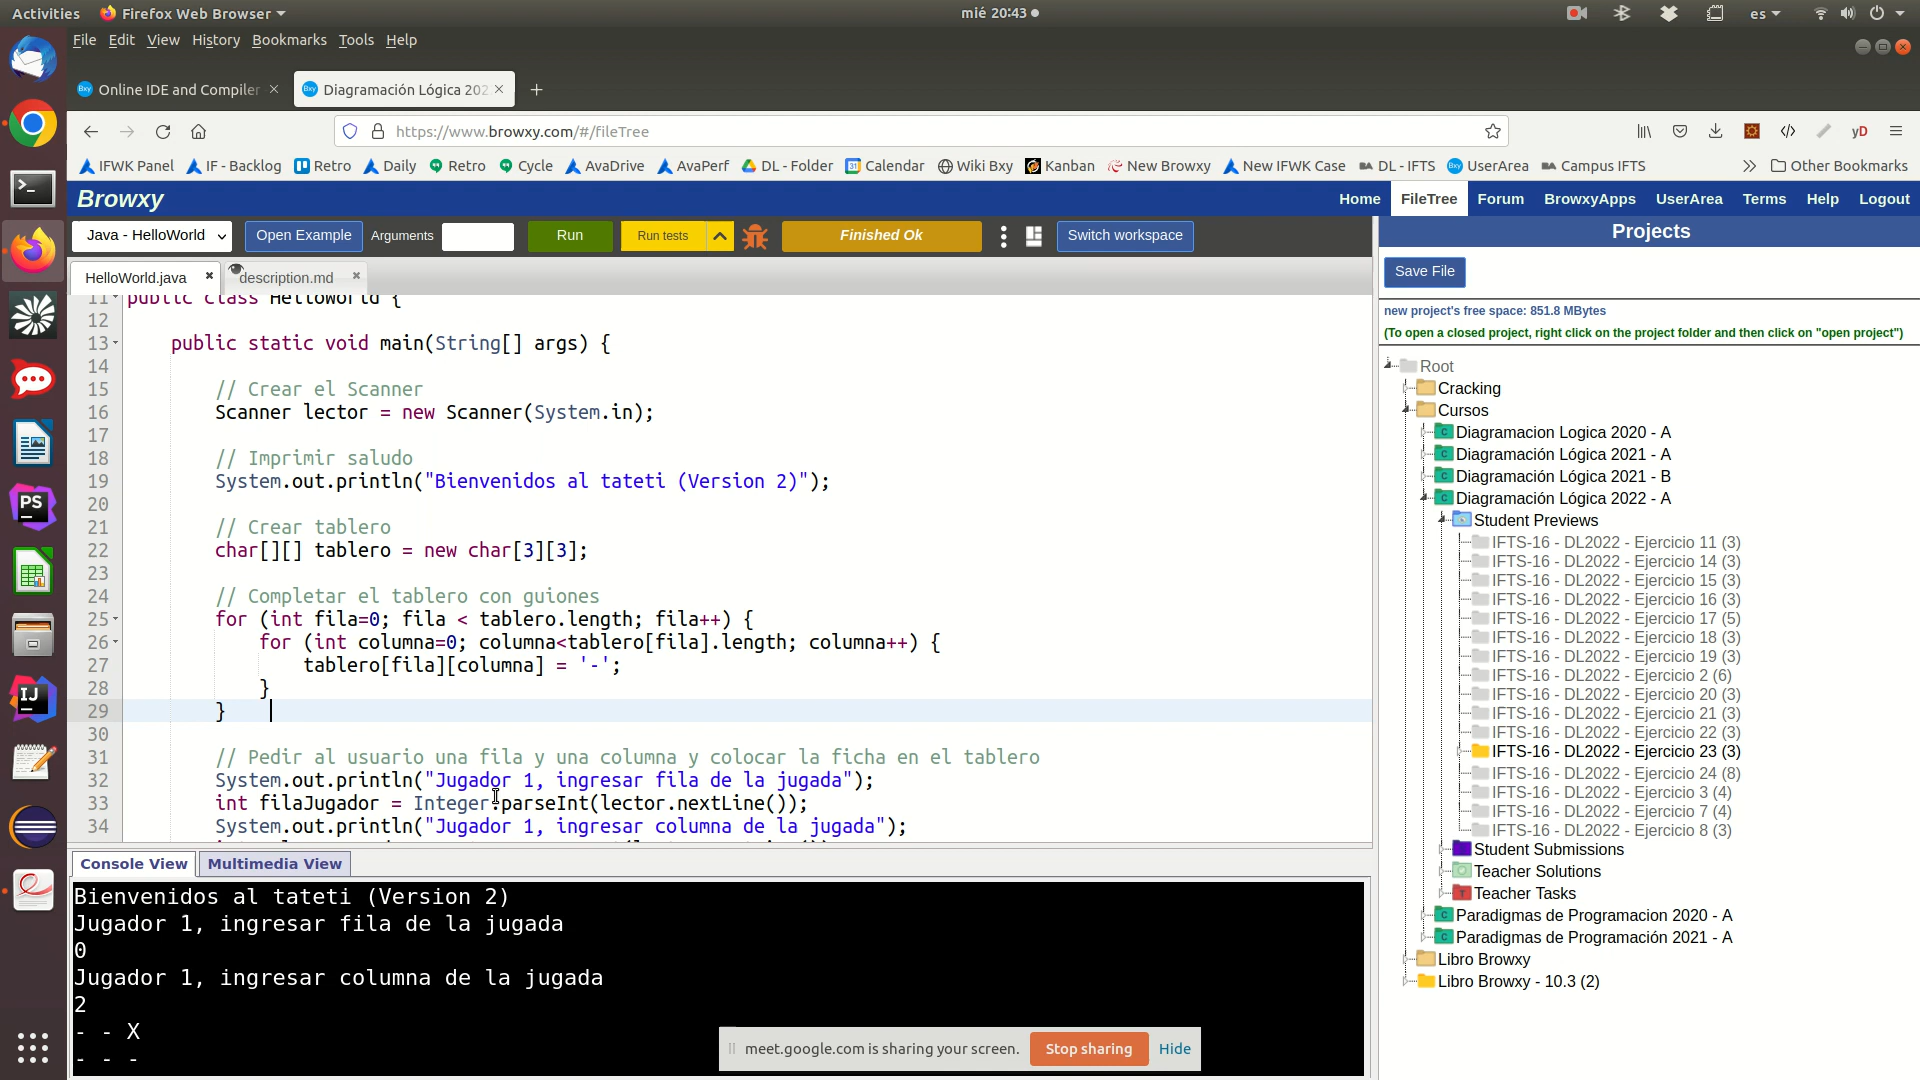 Activities Firefox Web Browser mié 20:43 es
File Edit View History Bookmarks Tools Help
Online IDE and Compiler Diagramación Lógica 202
https://www.browxy.com/#/fileTree
IFWK Panel IF - Backlog Retro Daily Retro Cycle AvaDrive AvaPerf DL - Folder Calendar Wiki Bxy Kanban New Browxy New IFWK Case DL - IFTS UserArea Campus IFTS Other Bookmarks
Browxy Home FileTree Forum BrowxyApps UserArea Terms Help Logout
Java - HelloWorld Open Example Arguments Run Run tests Finished Ok Switch workspace
HelloWorld.java description.md
11 public class HelloWorld {
12
13 public static void main(String[] args) {
14
15 // Crear el Scanner
16 Scanner lector = new Scanner(System.in);
17
18 // Imprimir saludo
19 System.out.println("Bienvenidos al tateti (Version 2)");
20
21 // Crear tablero
22 char[][] tablero = new char[3][3];
23
24 // Completar el tablero con guiones
25 for (int fila=0; fila < tablero.length; fila++) {
26 for (int columna=0; columna<tablero[fila].length; columna++) {
27 tablero[fila][columna] = '-';
28 }
29 }
30
31 // Pedir al usuario una fila y una columna y colocar la ficha en el tablero
32 System.out.println("Jugador 1, ingresar fila de la jugada");
33 int filaJugador = Integer.parseInt(lector.nextLine());
34 System.out.println("Jugador 1, ingresar columna de la jugada");
Console View Multimedia View
Bienvenidos al tateti (Version 2)
Jugador 1, ingresar fila de la jugada
0
Jugador 1, ingresar columna de la jugada
2
- - X
- - -
meet.google.com is sharing your screen. Stop sharing Hide
Projects
Save File
new project's free space: 851.8 MBytes
(To open a closed project, right click on the project folder and then click on "open project")
Root
Cracking
Cursos
Diagramacion Logica 2020 - A
Diagramación Lógica 2021 - A
Diagramación Lógica 2021 - B
Diagramación Lógica 2022 - A
Student Previews
IFTS-16 - DL2022 - Ejercicio 11 (3)
IFTS-16 - DL2022 - Ejercicio 14 (3)
IFTS-16 - DL2022 - Ejercicio 15 (3)
IFTS-16 - DL2022 - Ejercicio 16 (3)
IFTS-16 - DL2022 - Ejercicio 17 (5)
IFTS-16 - DL2022 - Ejercicio 18 (3)
IFTS-16 - DL2022 - Ejercicio 19 (3)
IFTS-16 - DL2022 - Ejercicio 2 (6)
IFTS-16 - DL2022 - Ejercicio 20 (3)
IFTS-16 - DL2022 - Ejercicio 21 (3)
IFTS-16 - DL2022 - Ejercicio 22 (3)
IFTS-16 - DL2022 - Ejercicio 23 (3)
IFTS-16 - DL2022 - Ejercicio 24 (8)
IFTS-16 - DL2022 - Ejercicio 3 (4)
IFTS-16 - DL2022 - Ejercicio 7 (4)
IFTS-16 - DL2022 - Ejercicio 8 (3)
Student Submissions
Teacher Solutions
Teacher Tasks
Paradigmas de Programacion 2020 - A
Paradigmas de Programación 2021 - A
Libro Browxy
Libro Browxy - 10.3 (2)